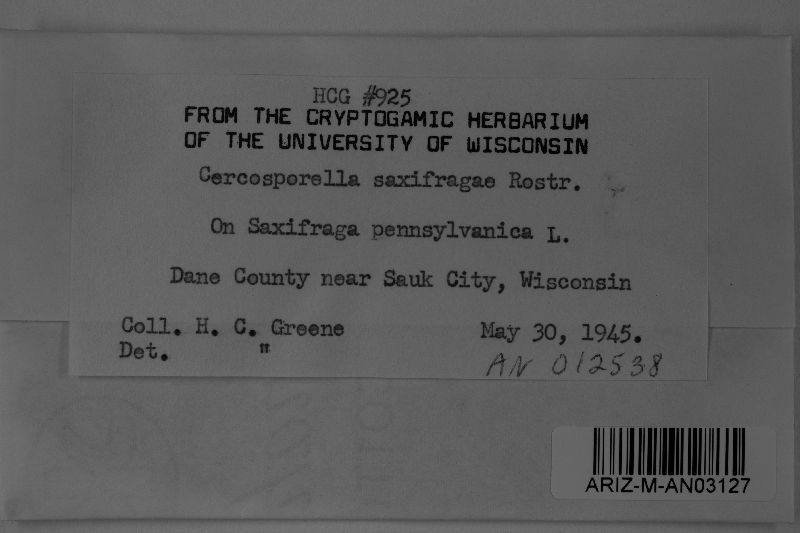 HCG #925
FROM THE CRYPTOGAMIC HERBARIUM
OF THE UNIVERSITY OF WISCONSIN
Cercosporella saxifragae Rostr.
On Saxifraga pennsylvanica L.
Dane County near Sauk City, Wisconsin
Coll. H. C. Greene May 30, 1945.
Det. "
AN 012538
ARIZ-M-AN03127